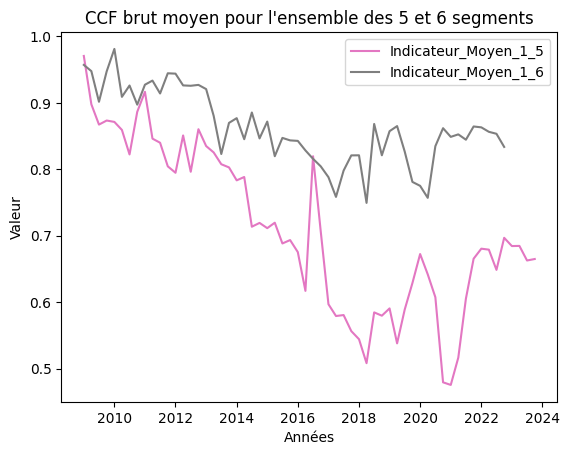 CCF brut moyen pour l'ensemble des 5 et 6 segments
Indicateur_Moyen_1_5
Indicateur_Moyen_1_6
Valeur
1.0
0.9
0.8
0.7
0.6
0.5
2010 2012 2014 2016 2018 2020 2022 2024
Années